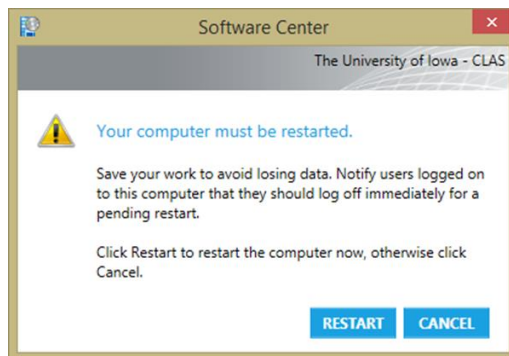 Software Center
The University of Iowa - CLAS
Your computer must be restarted.
Save your work to avoid losing data. Notify users logged on
to this computer that they should log off immediately for a
pending restart.
Click Restart to restart the computer now, otherwise click
Cancel.
RESTART CANCEL